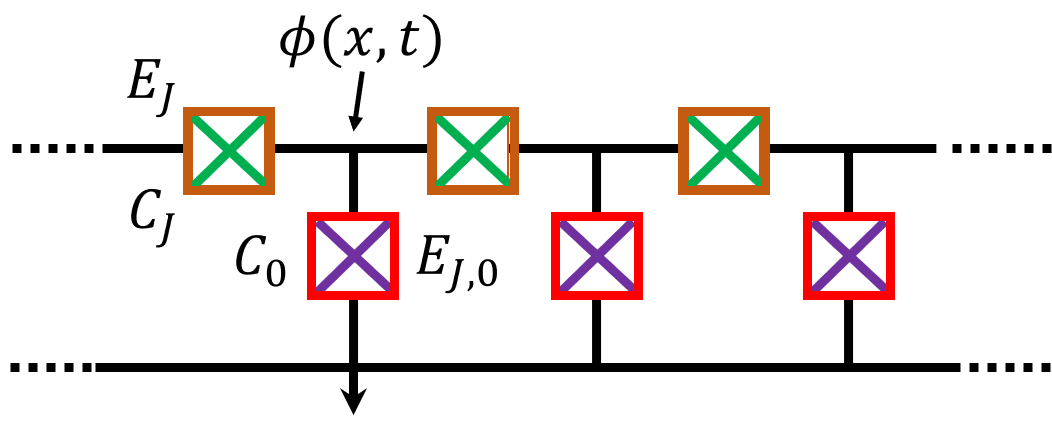 ϕ(x, t)
E_J
C_J
C_0 E_{J,0}